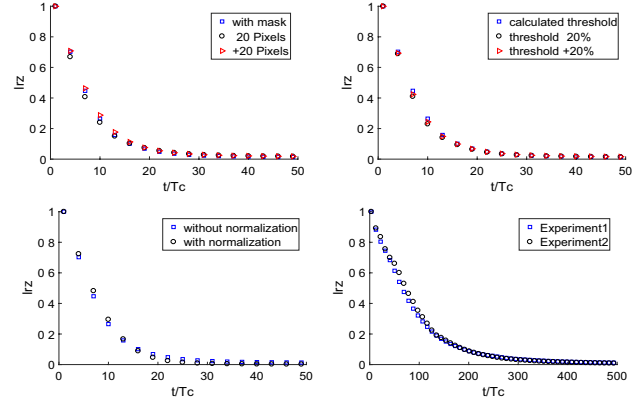 1
0 8
0 6
0 4
0 2
0
Irz
0 10 20 30 40 50
t/Tc
with mask
20 Pixels
+20 Pixels
1
0 8
0 6
0 4
0 2
0
Irz
0 10 20 30 40 50
t/Tc
calculated threshold
threshold 20%
threshold +20%
1
0 8
0 6
0 4
0 2
0
Irz
0 10 20 30 40 50
t/Tc
without normalization
with normalization
1
0 8
0 6
0 4
0 2
0
Irz
0 100 200 300 400 500
t/Tc
Experiment1
Experiment2